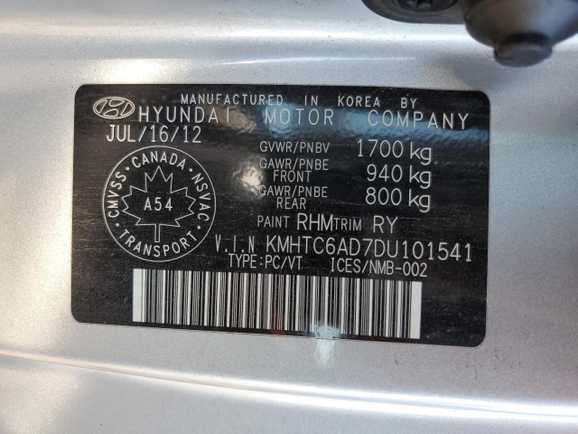 MANUFACTURED IN KOREA BY
HYUNDAI MOTOR COMPANY
JUL/16/12
GVWR/PNBV 1700 kg
GAWR/PNBE FRONT 940 kg
GAWR/PNBE REAR 800 kg
CANADA
CMVSS
NSVAC
A54
TRANSPORT
PAINT RHM TRIM RY
V.I.N KMHTC6AD7DU101541
TYPE:PC/VT ICES/NMB-002